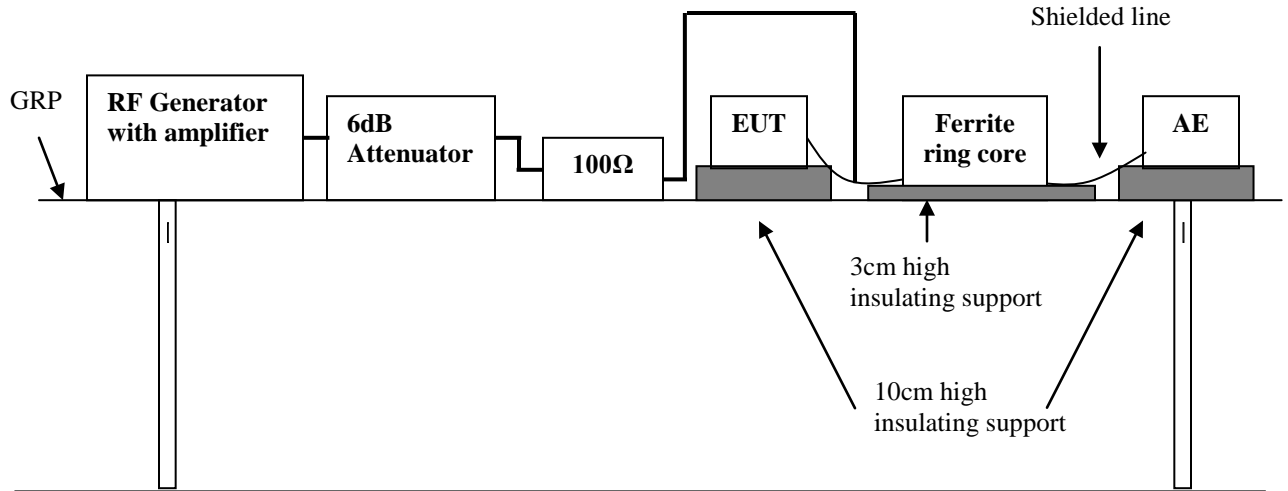 Shielded line
GRP
RF Generator
with amplifier
6dB
Attenuator
100Ω
EUT
Ferrite
ring core
AE
3cm high
insulating support
10cm high
insulating support